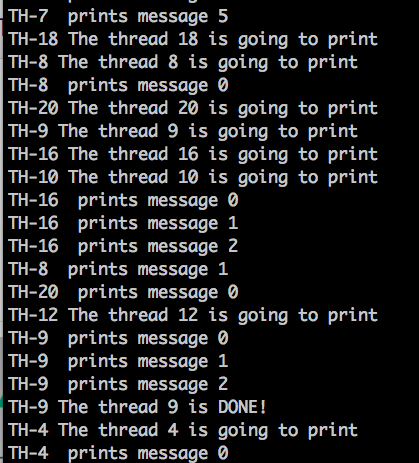 TH-7  prints message 5
TH-18 The thread 18 is going to print
TH-8 The thread 8 is going to print
TH-8  prints message 0
TH-20 The thread 20 is going to print
TH-9 The thread 9 is going to print
TH-16 The thread 16 is going to print
TH-10 The thread 10 is going to print
TH-16  prints message 0
TH-16  prints message 1
TH-16  prints message 2
TH-8  prints message 1
TH-20  prints message 0
TH-12 The thread 12 is going to print
TH-9  prints message 0
TH-9  prints message 1
TH-9  prints message 2
TH-9 The thread 9 is DONE!
TH-4 The thread 4 is going to print
TH-4  prints message 0